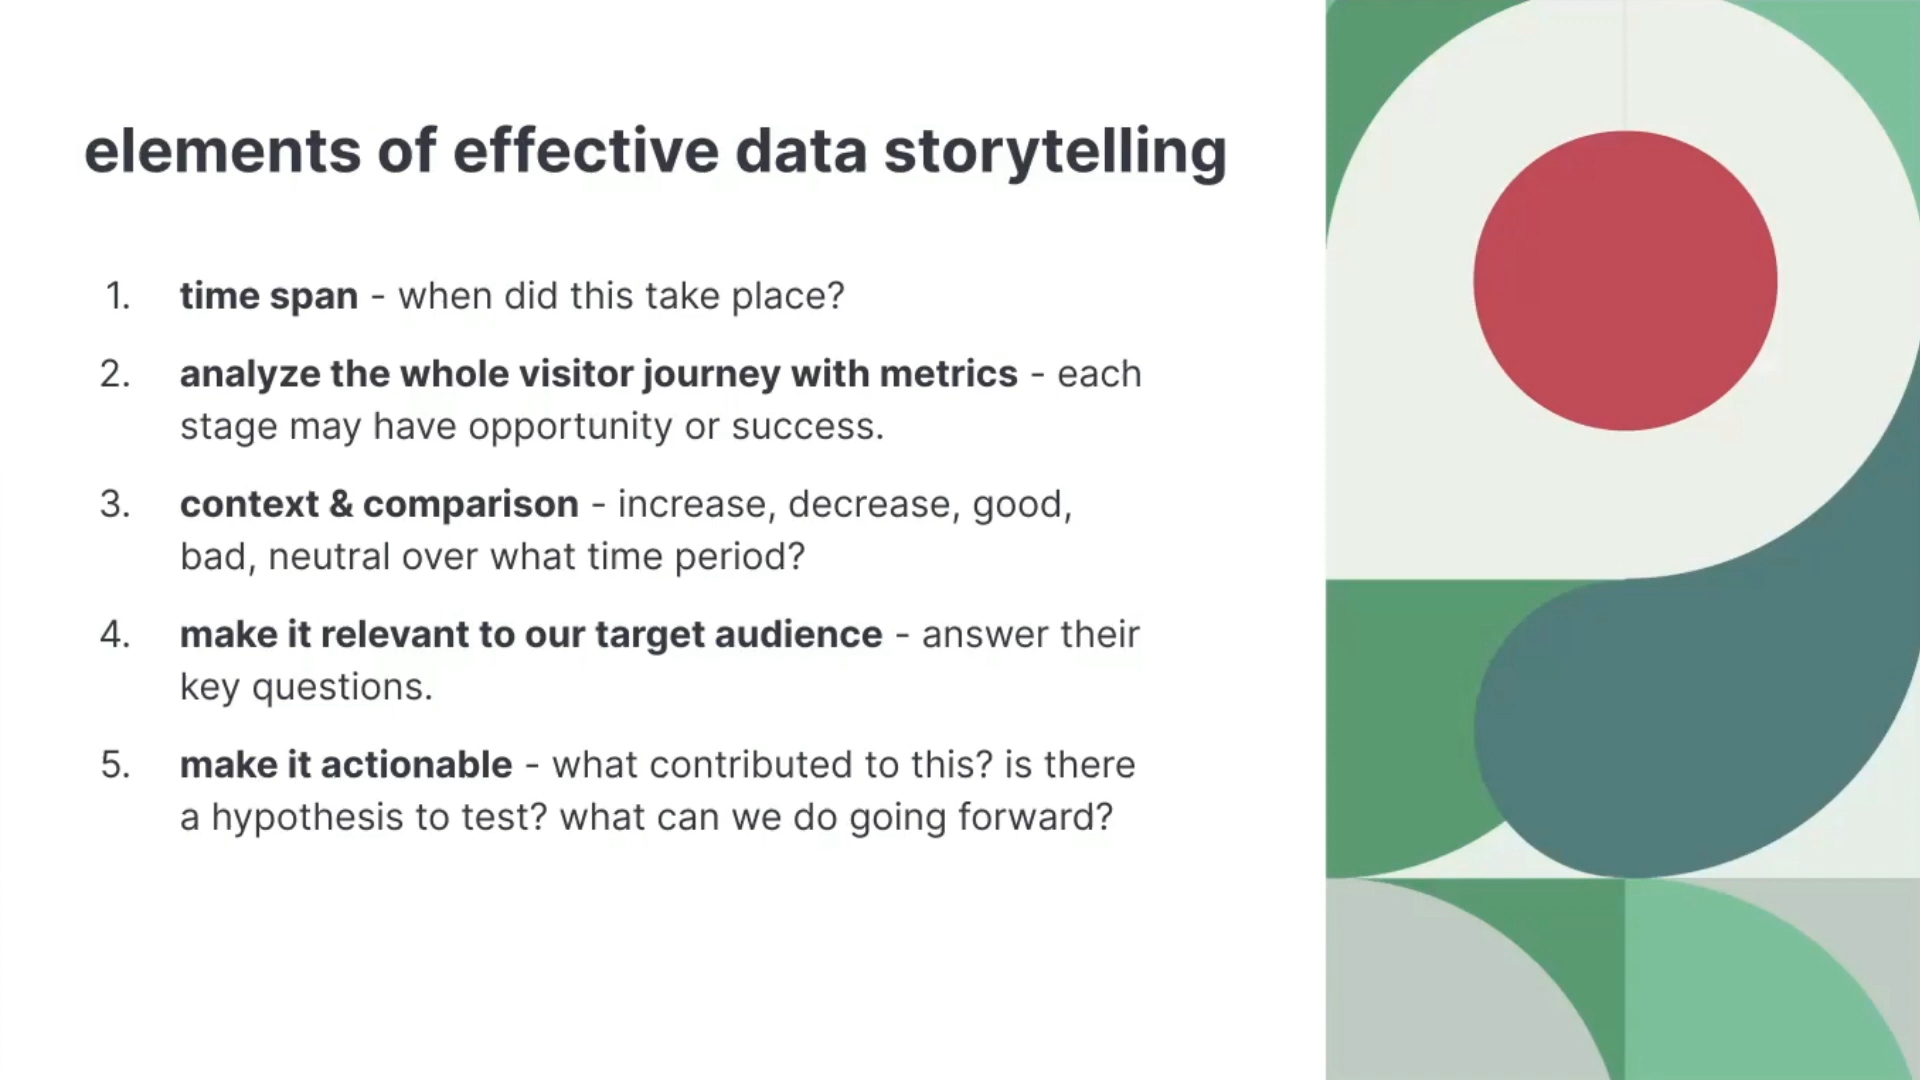 elements of effective data storytelling
1. time span - when did this take place?
2. analyze the whole visitor journey with metrics - each
stage may have opportunity or success.
3. context & comparison - increase, decrease, good,
bad, neutral over what time period?
4. make it relevant to our target audience - answer their
key questions.
5. make it actionable - what contributed to this? is there
a hypothesis to test? what can we do going forward?